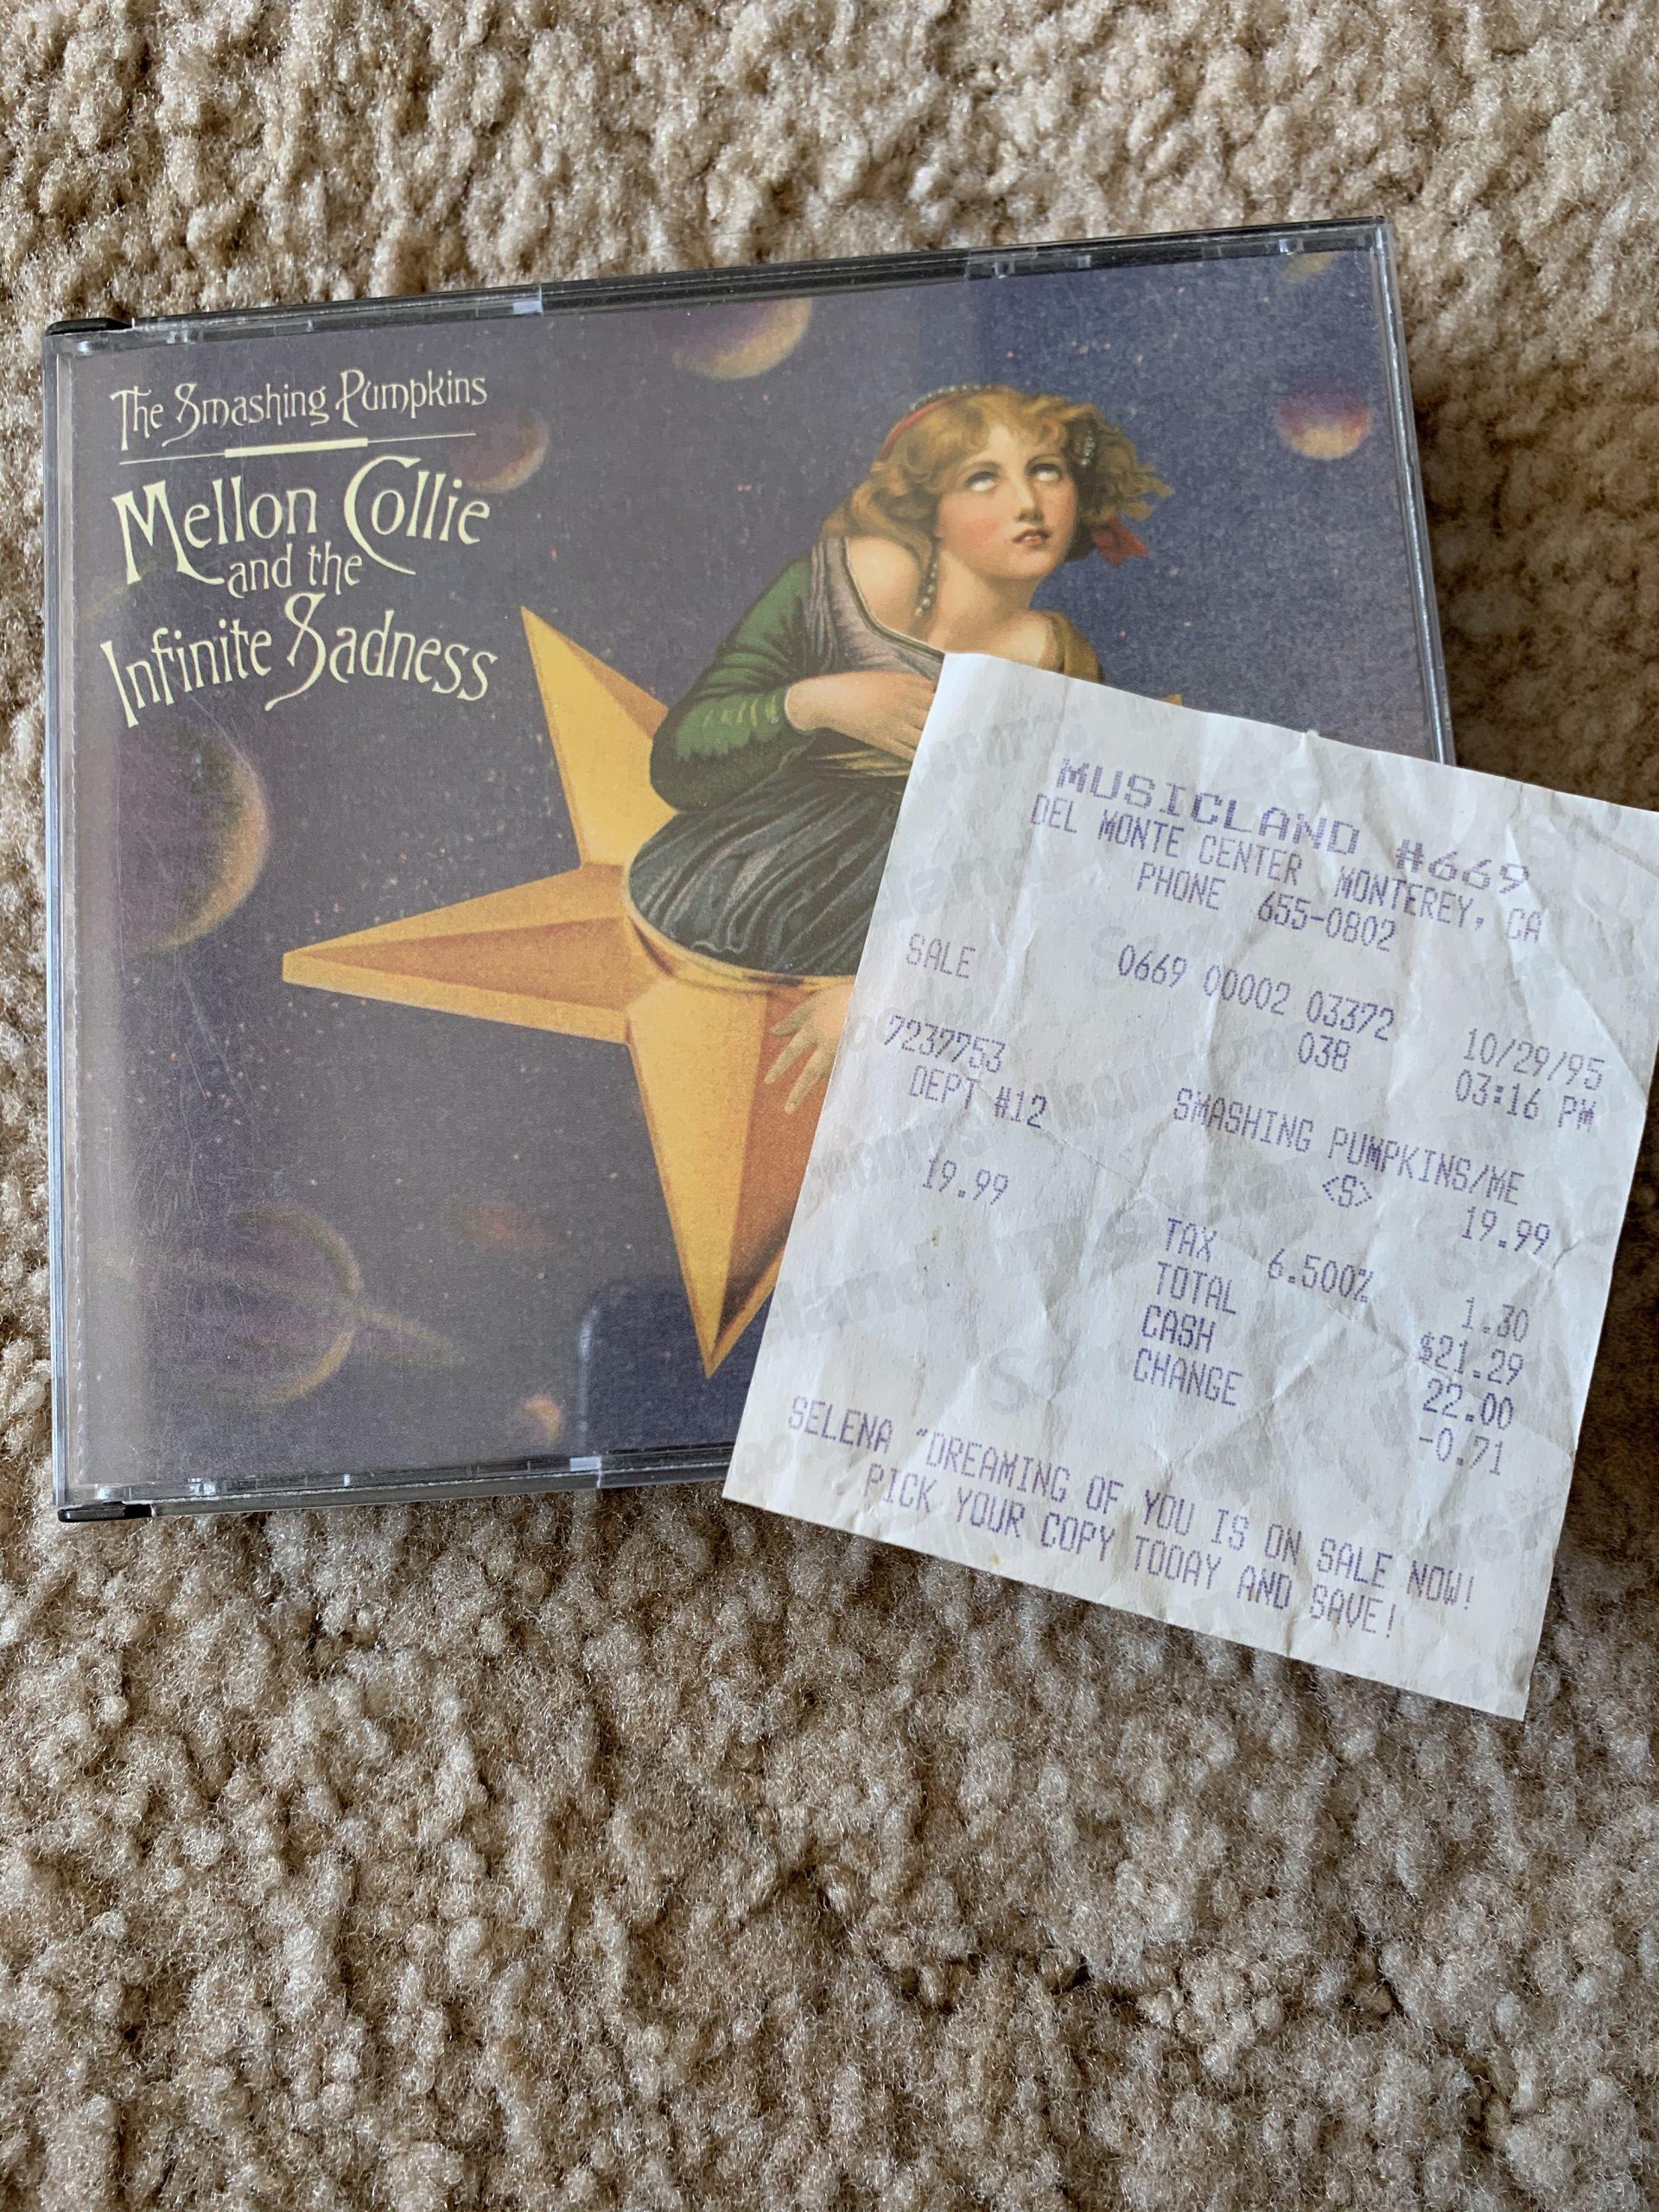 The Smashing Pumpkins
Mellon Collie
and the
Infinite Sadness
MUSICLAND #669
DEL MONTE CENTER MONTEREY, CA
PHONE 655-0802
SALE 0669 00002 03372 10/29/95
038 03:16 PM
7237753 SMASHING PUMPKINS/ME
DEPT #12 <S>
19.99 19.99
TAX 6.500% 1.30
TOTAL $21.29
CASH 22.00
CHANGE -0.71
SELENA "DREAMING OF YOU IS ON SALE NOW!
PICK YOUR COPY TODAY AND SAVE!